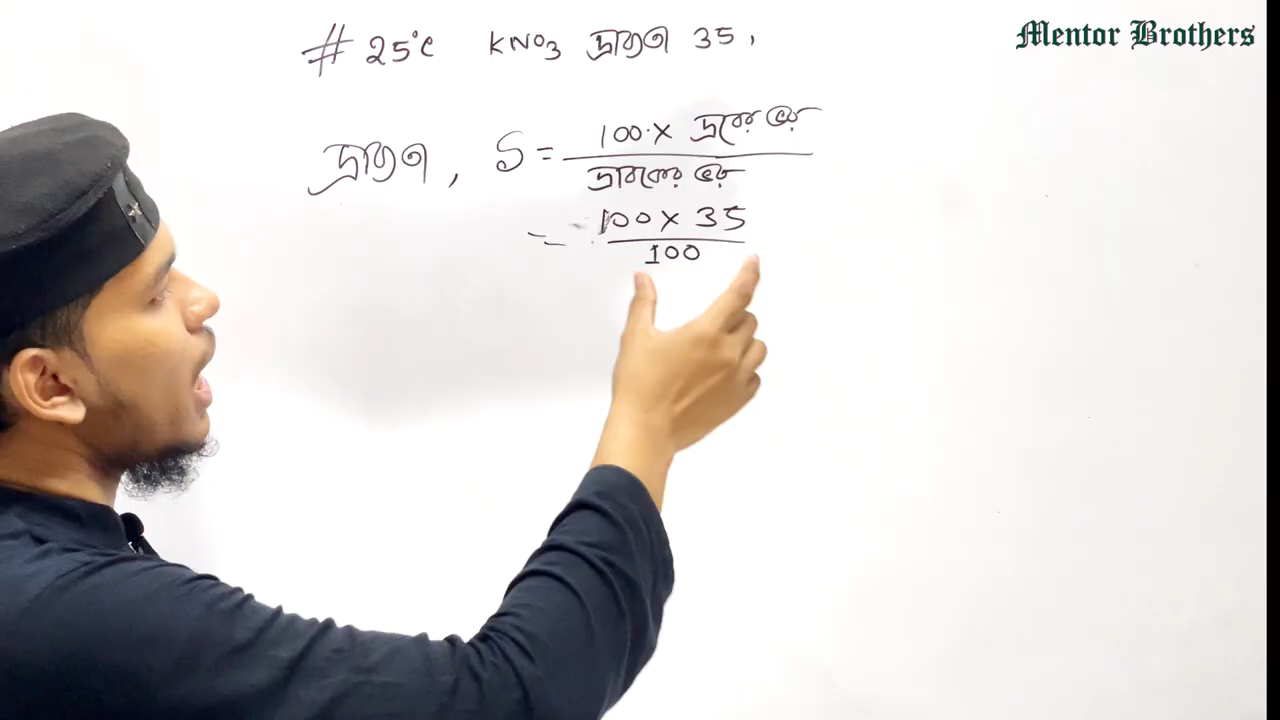 # 25°C KNO3 দ্রাব্যতা 35,
Mentor Brothers
দ্রাব্যতা, S = 100 × দ্রবের ভর
দ্রাবকের ভর
= 100 × 35
100